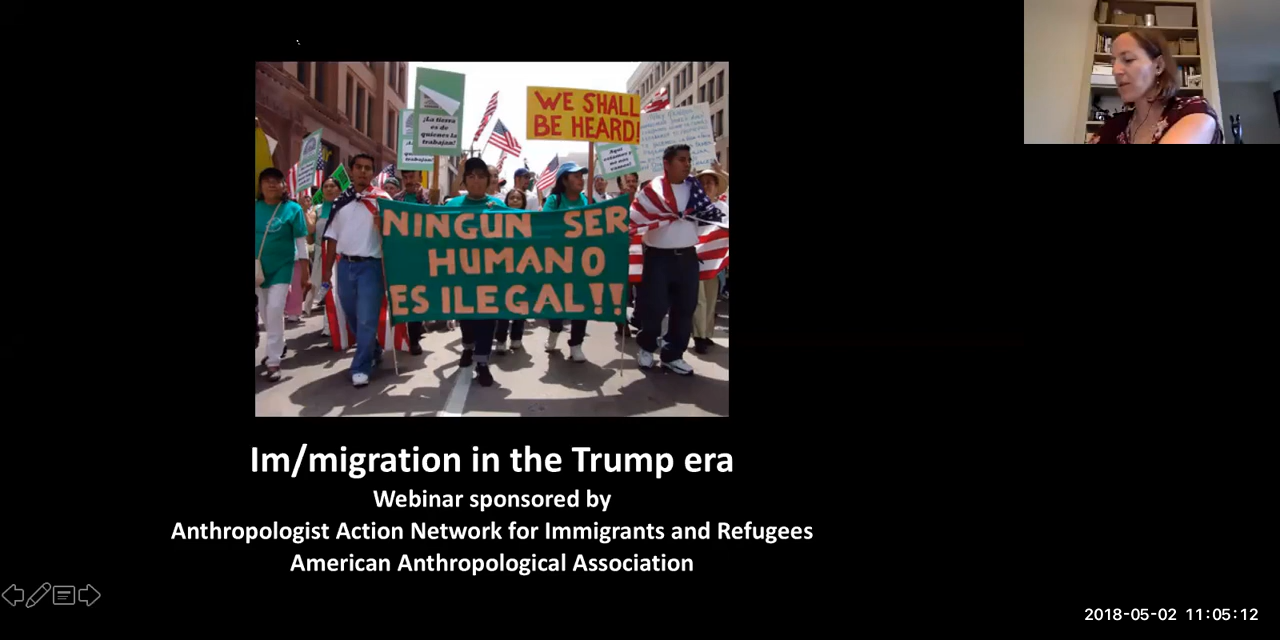 WE SHALL
BE HEARD!
¡La tierra
es de
quienes la
trabajan!
NINGUN SER
HUMANO
ES ILEGAL!!
Im/migration in the Trump era
Webinar sponsored by
Anthropologist Action Network for Immigrants and Refugees
American Anthropological Association
2018-05-02 11:05:12